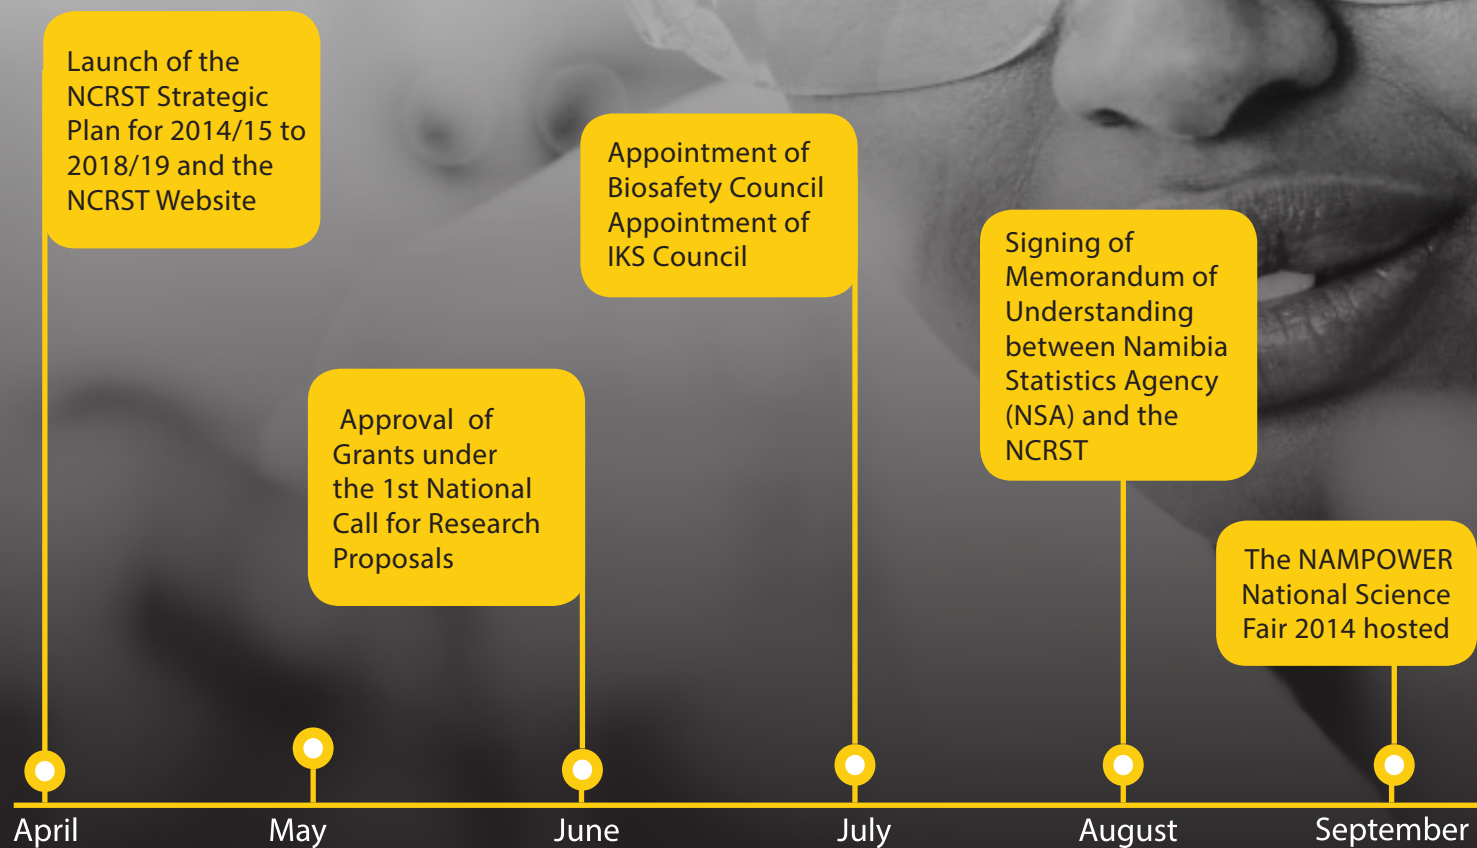 Launch of the
NCRST Strategic
Plan for 2014/15 to
2018/19 and the
NCRST Website
Approval of
Grants under
the 1st National
Call for Research
Proposals
Appointment of
Biosafety Council
Appointment of
IKS Council
Signing of
Memorandum of
Understanding
between Namibia
Statistics Agency
(NSA) and the
NCRST
The NAMPOWER
National Science
Fair 2014 hosted
April
May
June
July
August
September